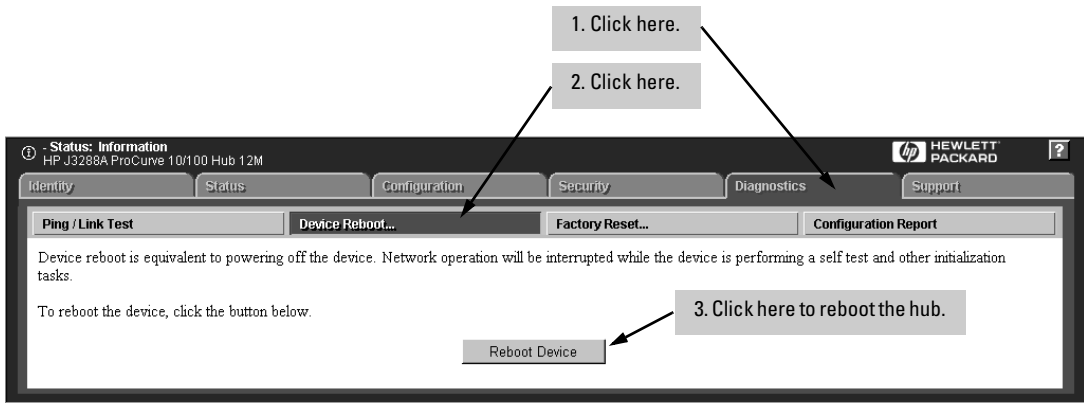 1. Click here.
2. Click here.
- Status: Information
HP J3288A ProCurve 10/100 Hub 12M
hp HEWLETT PACKARD
?
Identity Status Configuration Security Diagnostics Support
Ping / Link Test Device Reboot... Factory Reset... Configuration Report
Device reboot is equivalent to powering off the device. Network operation will be interrupted while the device is performing a self test and other initialization
tasks.
To reboot the device, click the button below.
3. Click here to reboot the hub.
Reboot Device